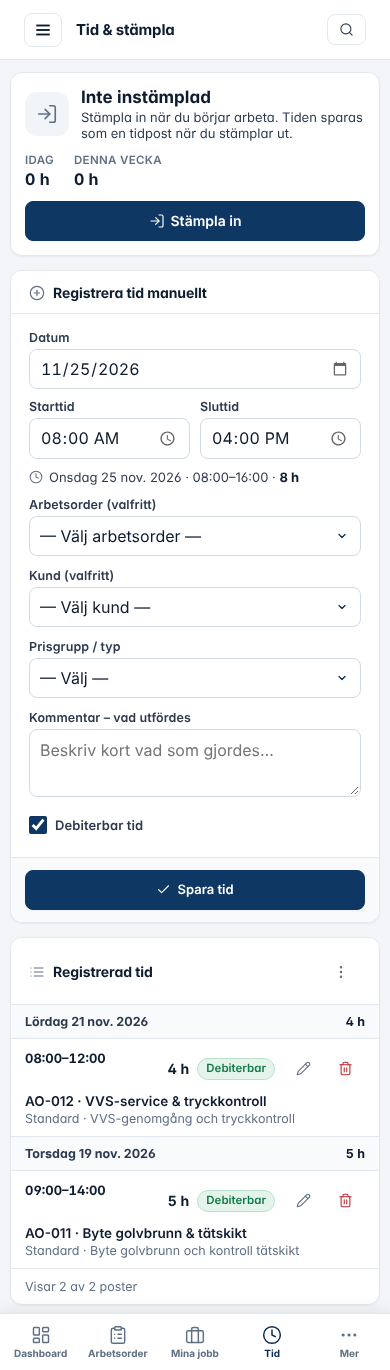 Tid & stämpla
Inte instämplad
Stämpla in när du börjar arbeta. Tiden sparas
som en tidpost när du stämplar ut.
IDAG DENNA VECKA
0 h 0 h
Stämpla in
Registrera tid manuellt
Datum
11/25/2026
Starttid Sluttid
08:00 AM 04:00 PM
Onsdag 25 nov. 2026 · 08:00–16:00 · 8 h
Arbetsorder (valfritt)
— Välj arbetsorder —
Kund (valfritt)
— Välj kund —
Prisgrupp / typ
— Välj —
Kommentar – vad utfördes
Beskriv kort vad som gjordes...
Debiterbar tid
Spara tid
Registrerad tid
Lördag 21 nov. 2026 4 h
08:00–12:00
4 h Debiterbar
AO-012 · VVS-service & tryckkontroll
Standard · VVS-genomgång och tryckkontroll
Torsdag 19 nov. 2026 5 h
09:00–14:00
5 h Debiterbar
AO-011 · Byte golvbrunn & tätskikt
Standard · Byte golvbrunn och kontroll tätskikt
Visar 2 av 2 poster
Dashboard Arbetsorder Mina jobb Tid Mer